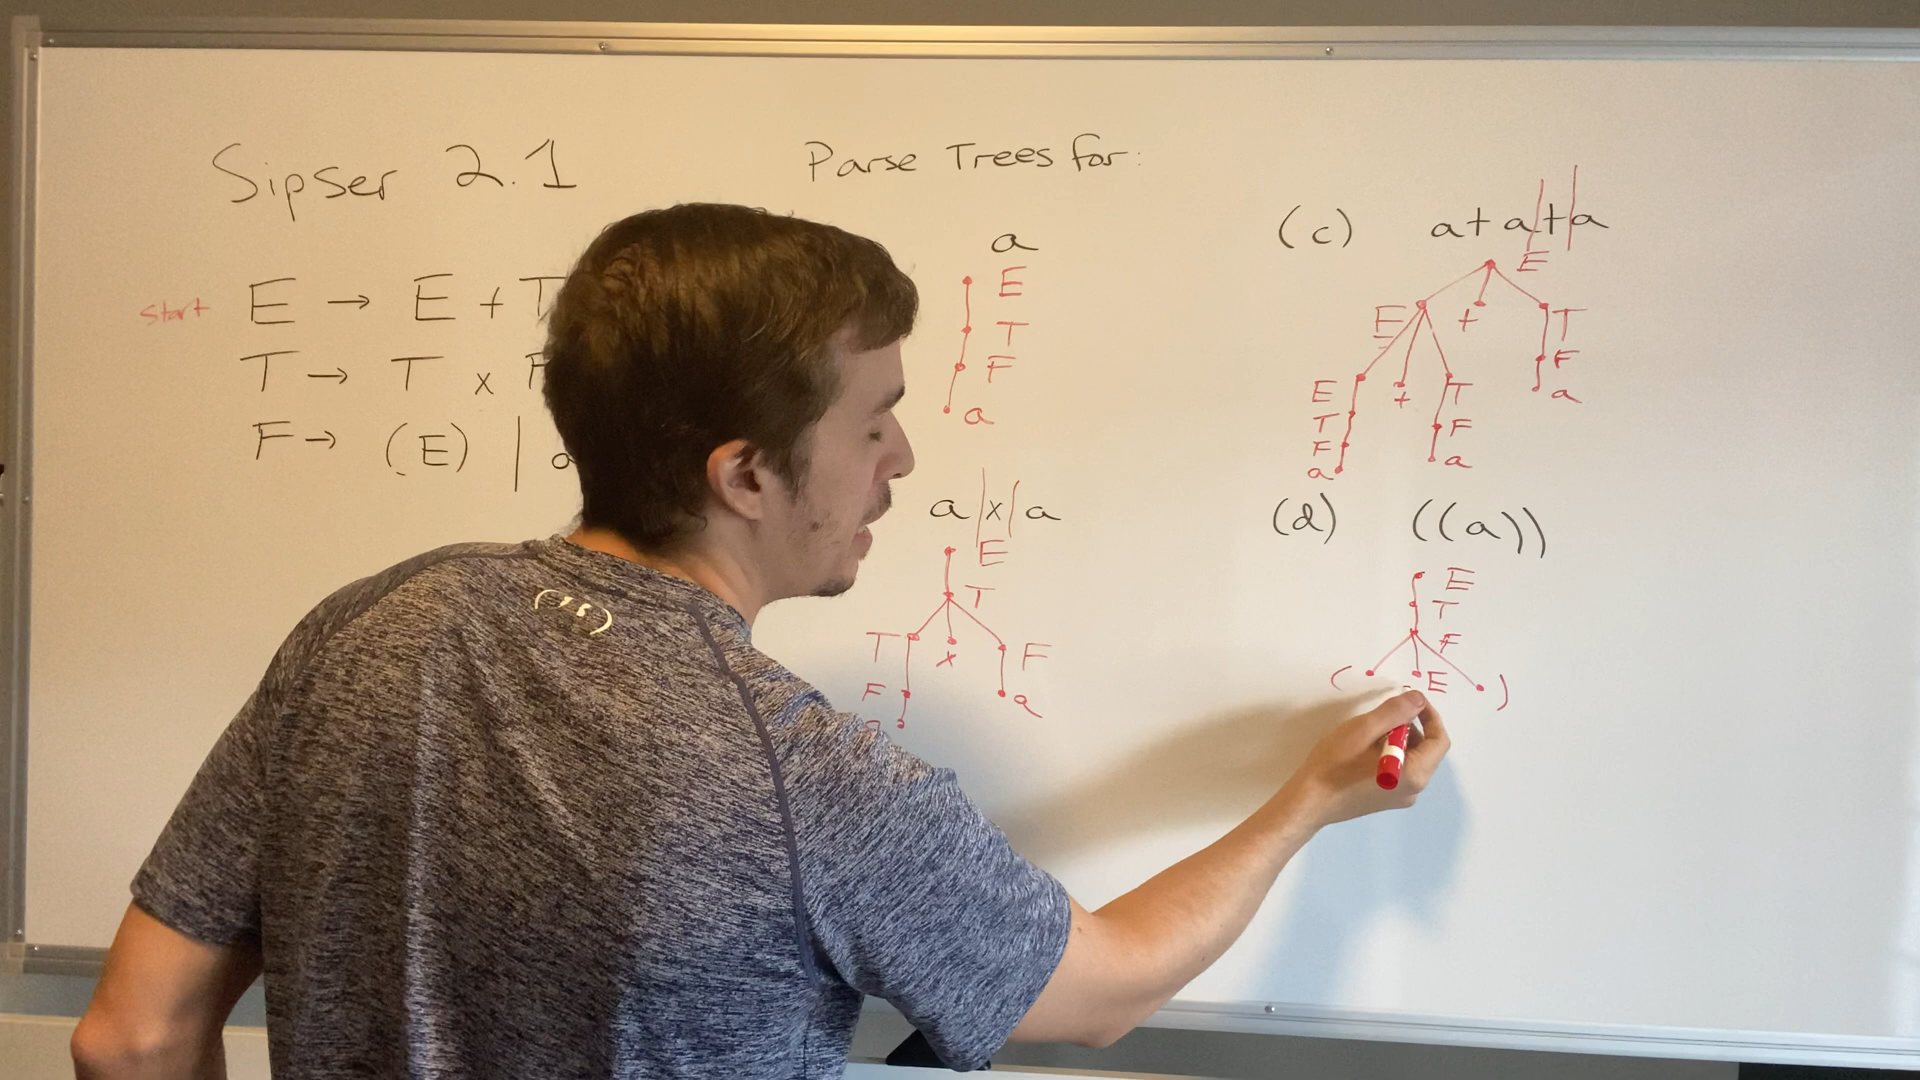 Sipser 2.1
start E → E + T
T → T x F
F → (E) | a
Parse Trees for:
a
E
T
F
a
a|x|a
E
T
T x F
F a
a
(c) a+a|+|a
E
E + T
F
a
E + T
T F
F a
a
(d) ((a))
E
T
F
( E )